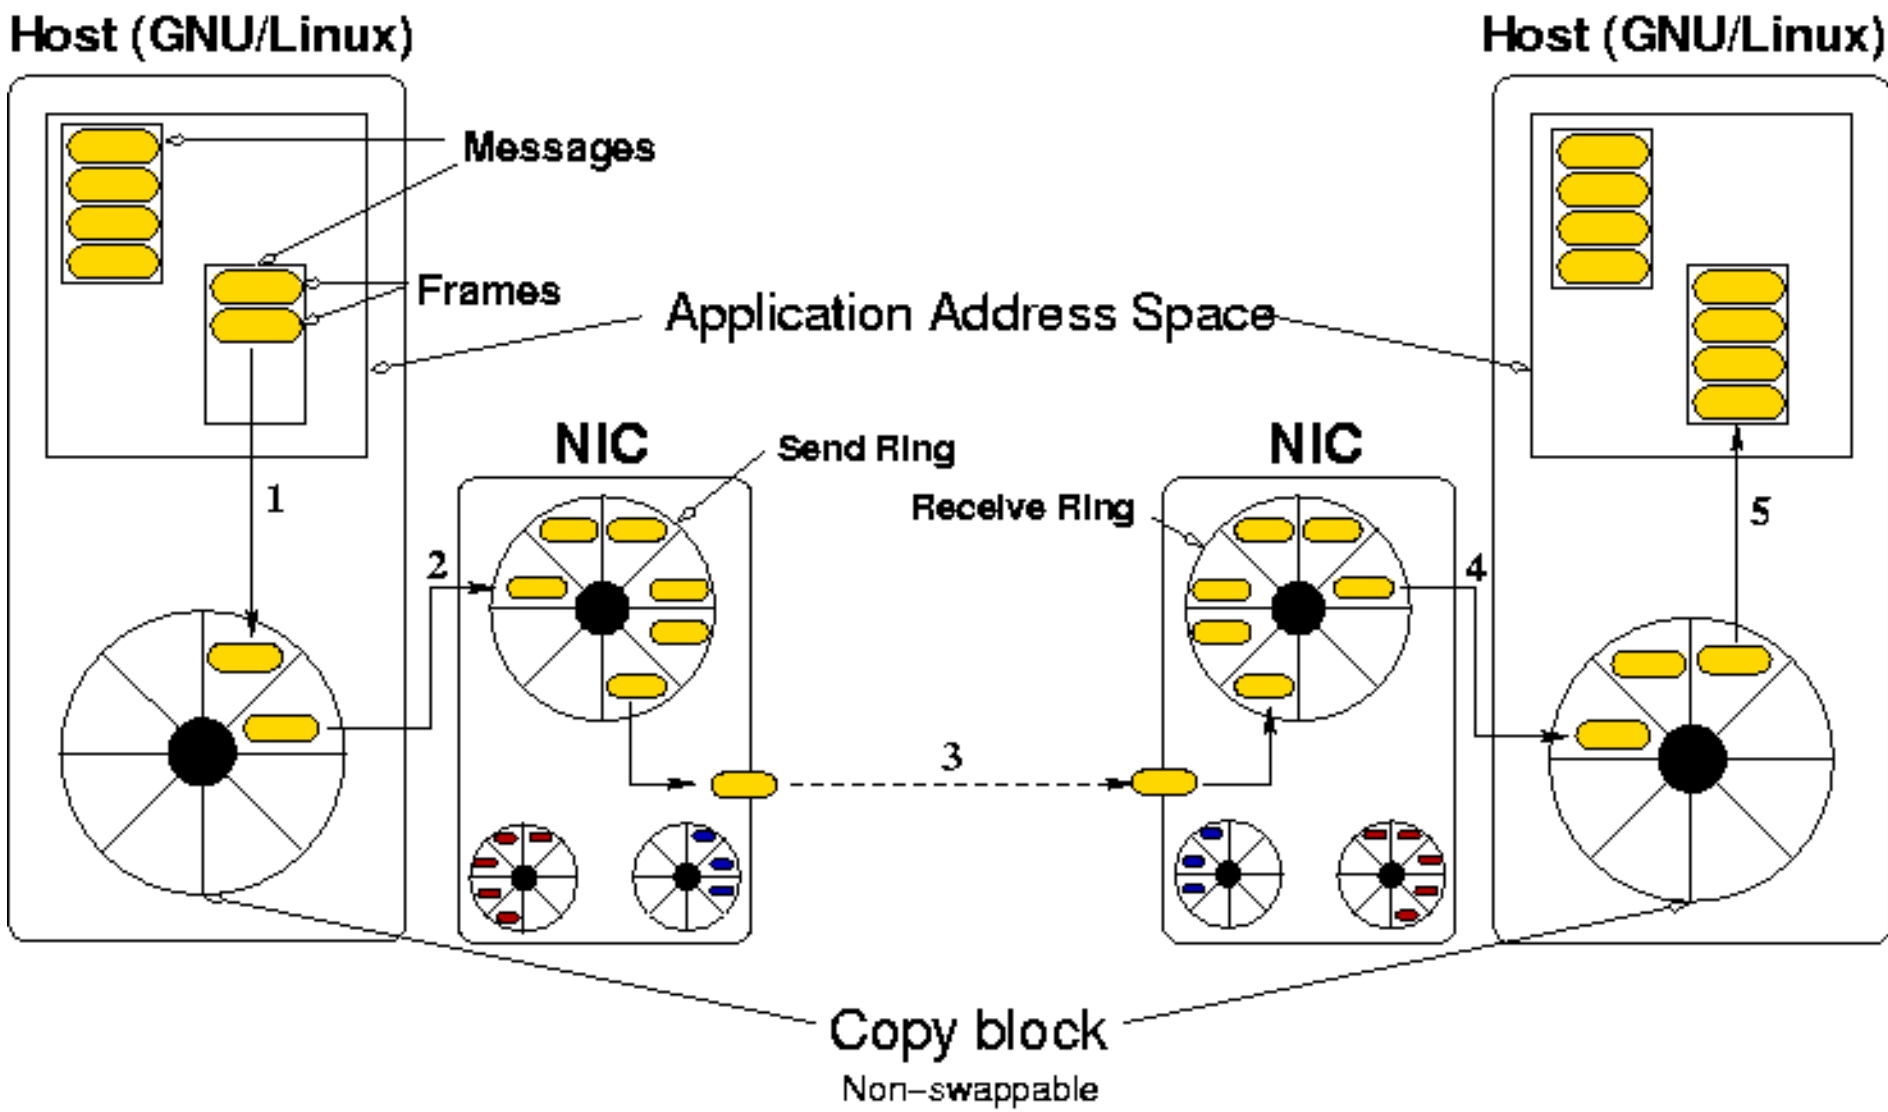 Host (GNU/Linux)
Host (GNU/Linux)
Messages
Frames
Application Address Space
NIC
Send Ring
NIC
Receive Ring
1
5
2
4
3
Copy block
Non-swappable